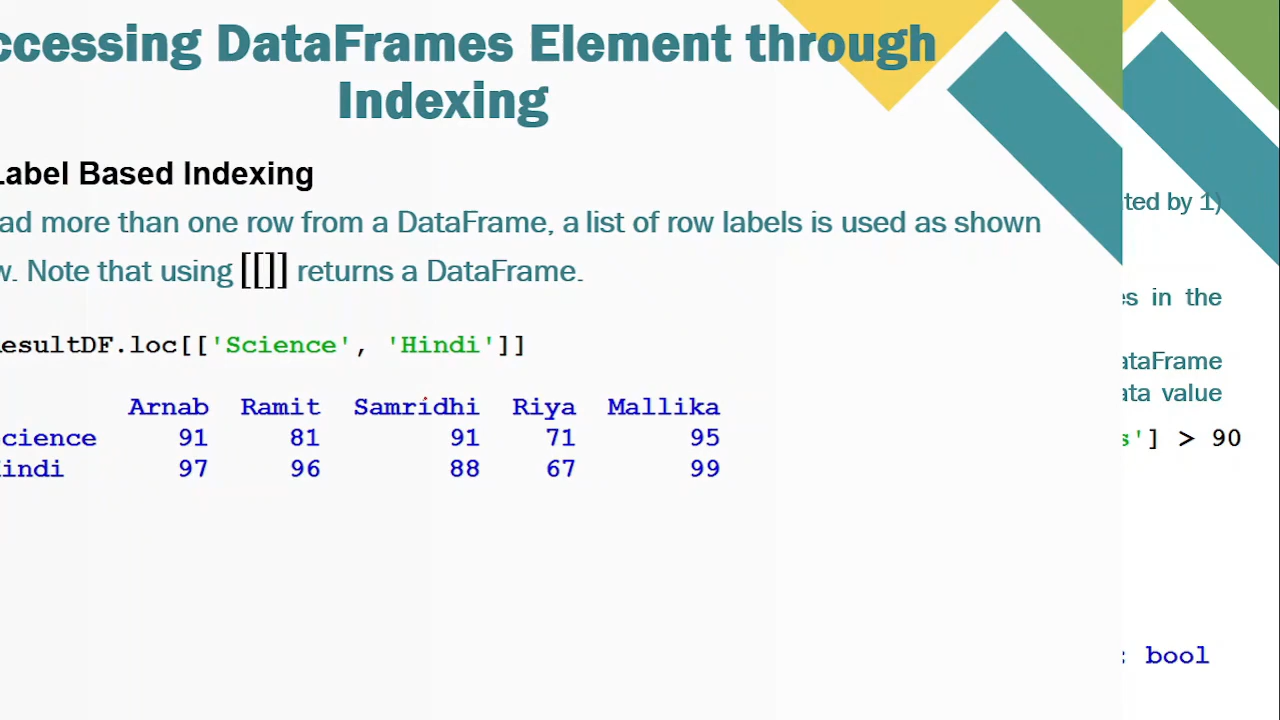 ccessing DataFrames Element through
Indexing
Label Based Indexing
ad more than one row from a DataFrame, a list of row labels is used as shown
w. Note that using [[]] returns a DataFrame.
esultDF.loc[['Science', 'Hindi']]
Arnab Ramit Samridhi Riya Mallika
cience 91 81 91 71 95
indi 97 96 88 67 99
ted by 1)
es in the
ataFrame
ata value
s'] > 90
: bool